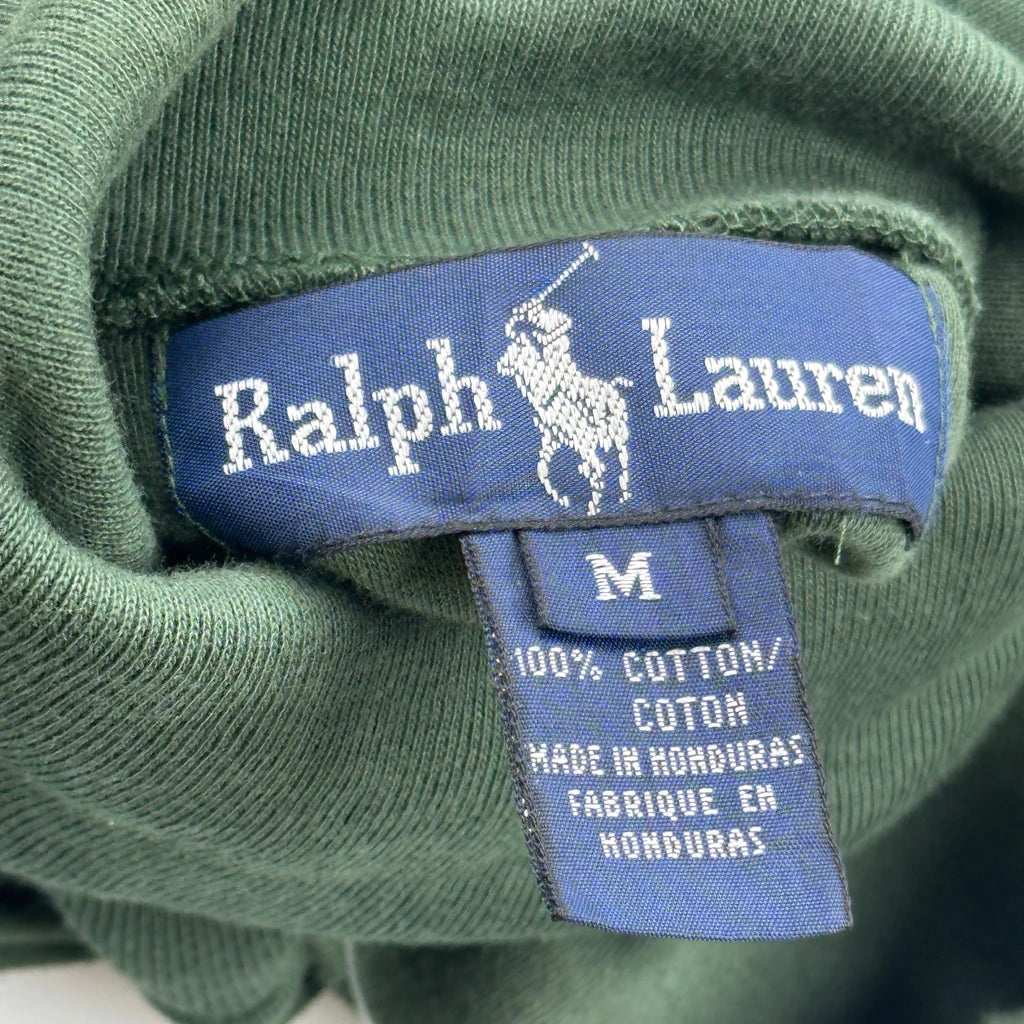 Ralph Lauren
M
100% COTTON/
COTON
MADE IN HONDURAS
FABRIQUE EN
HONDURAS